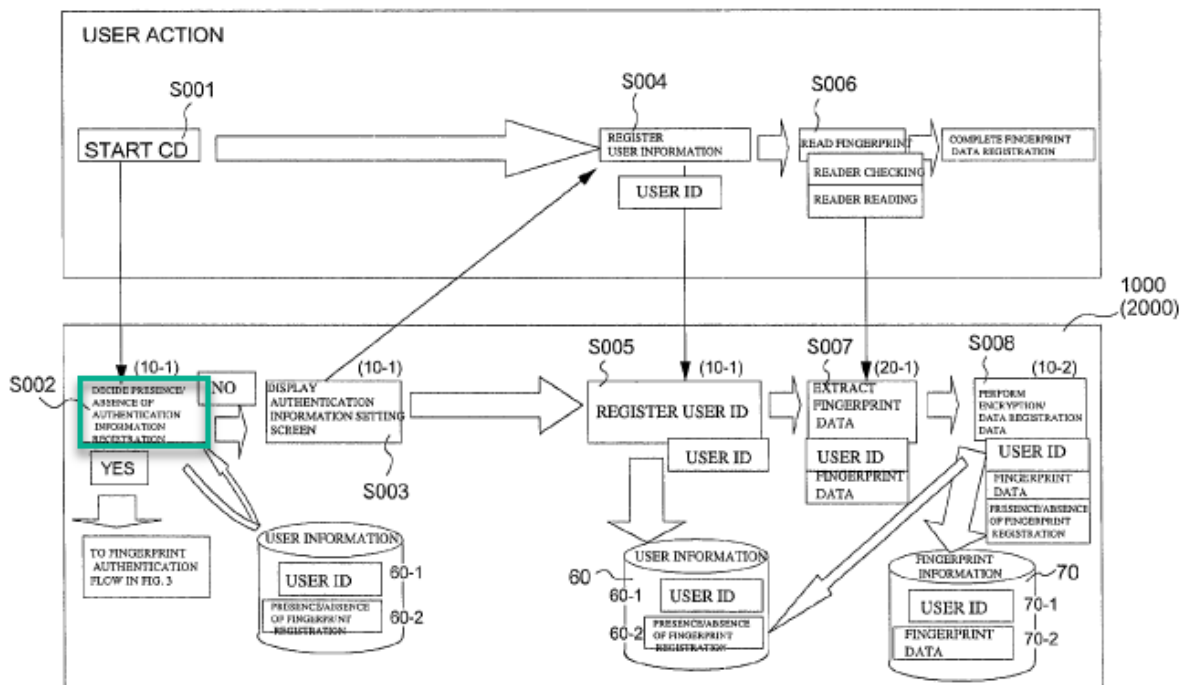 USER ACTION
S001
START CD
S004
REGISTER
USER INFORMATION
USER ID
S006
READ FINGERPRINT
READER CHECKING
READER READING
COMPLETE FINGERPRINT
DATA REGISTRATION
1000
(2000)
S002
(10-1)
DECIDE PRESENCE/
ABSENCE OF
AUTHENTICATION
INFORMATION
REGISTRATION
NO
YES
TO FINGERPRINT
AUTHENTICATION
FLOW IN FIG. 3
(10-1)
DISPLAY
AUTHENTICATION
INFORMATION SETTING
SCREEN
S003
USER INFORMATION
USER ID
60-1
PRESENCE/ABSENCE
OF FINGERPRINT
REGISTRATION
60-2
S005
(10-1)
REGISTER USER ID
USER ID
60
USER INFORMATION
60-1
USER ID
60-2
PRESENCE/ABSENCE
OF FINGERPRINT
REGISTRATION
S007
(20-1)
EXTRACT
FINGERPRINT
DATA
USER ID
FINGERPRINT
DATA
S008
(10-2)
PERFORM
ENCRYPTION/
DATA REGISTRATION
DATA
USER ID
FINGERPRINT
DATA
PRESENCE/ABSENCE
OF FINGERPRINT
REGISTRATION
FINGERPRINT
INFORMATION
70
USER ID
70-1
FINGERPRINT
DATA
70-2